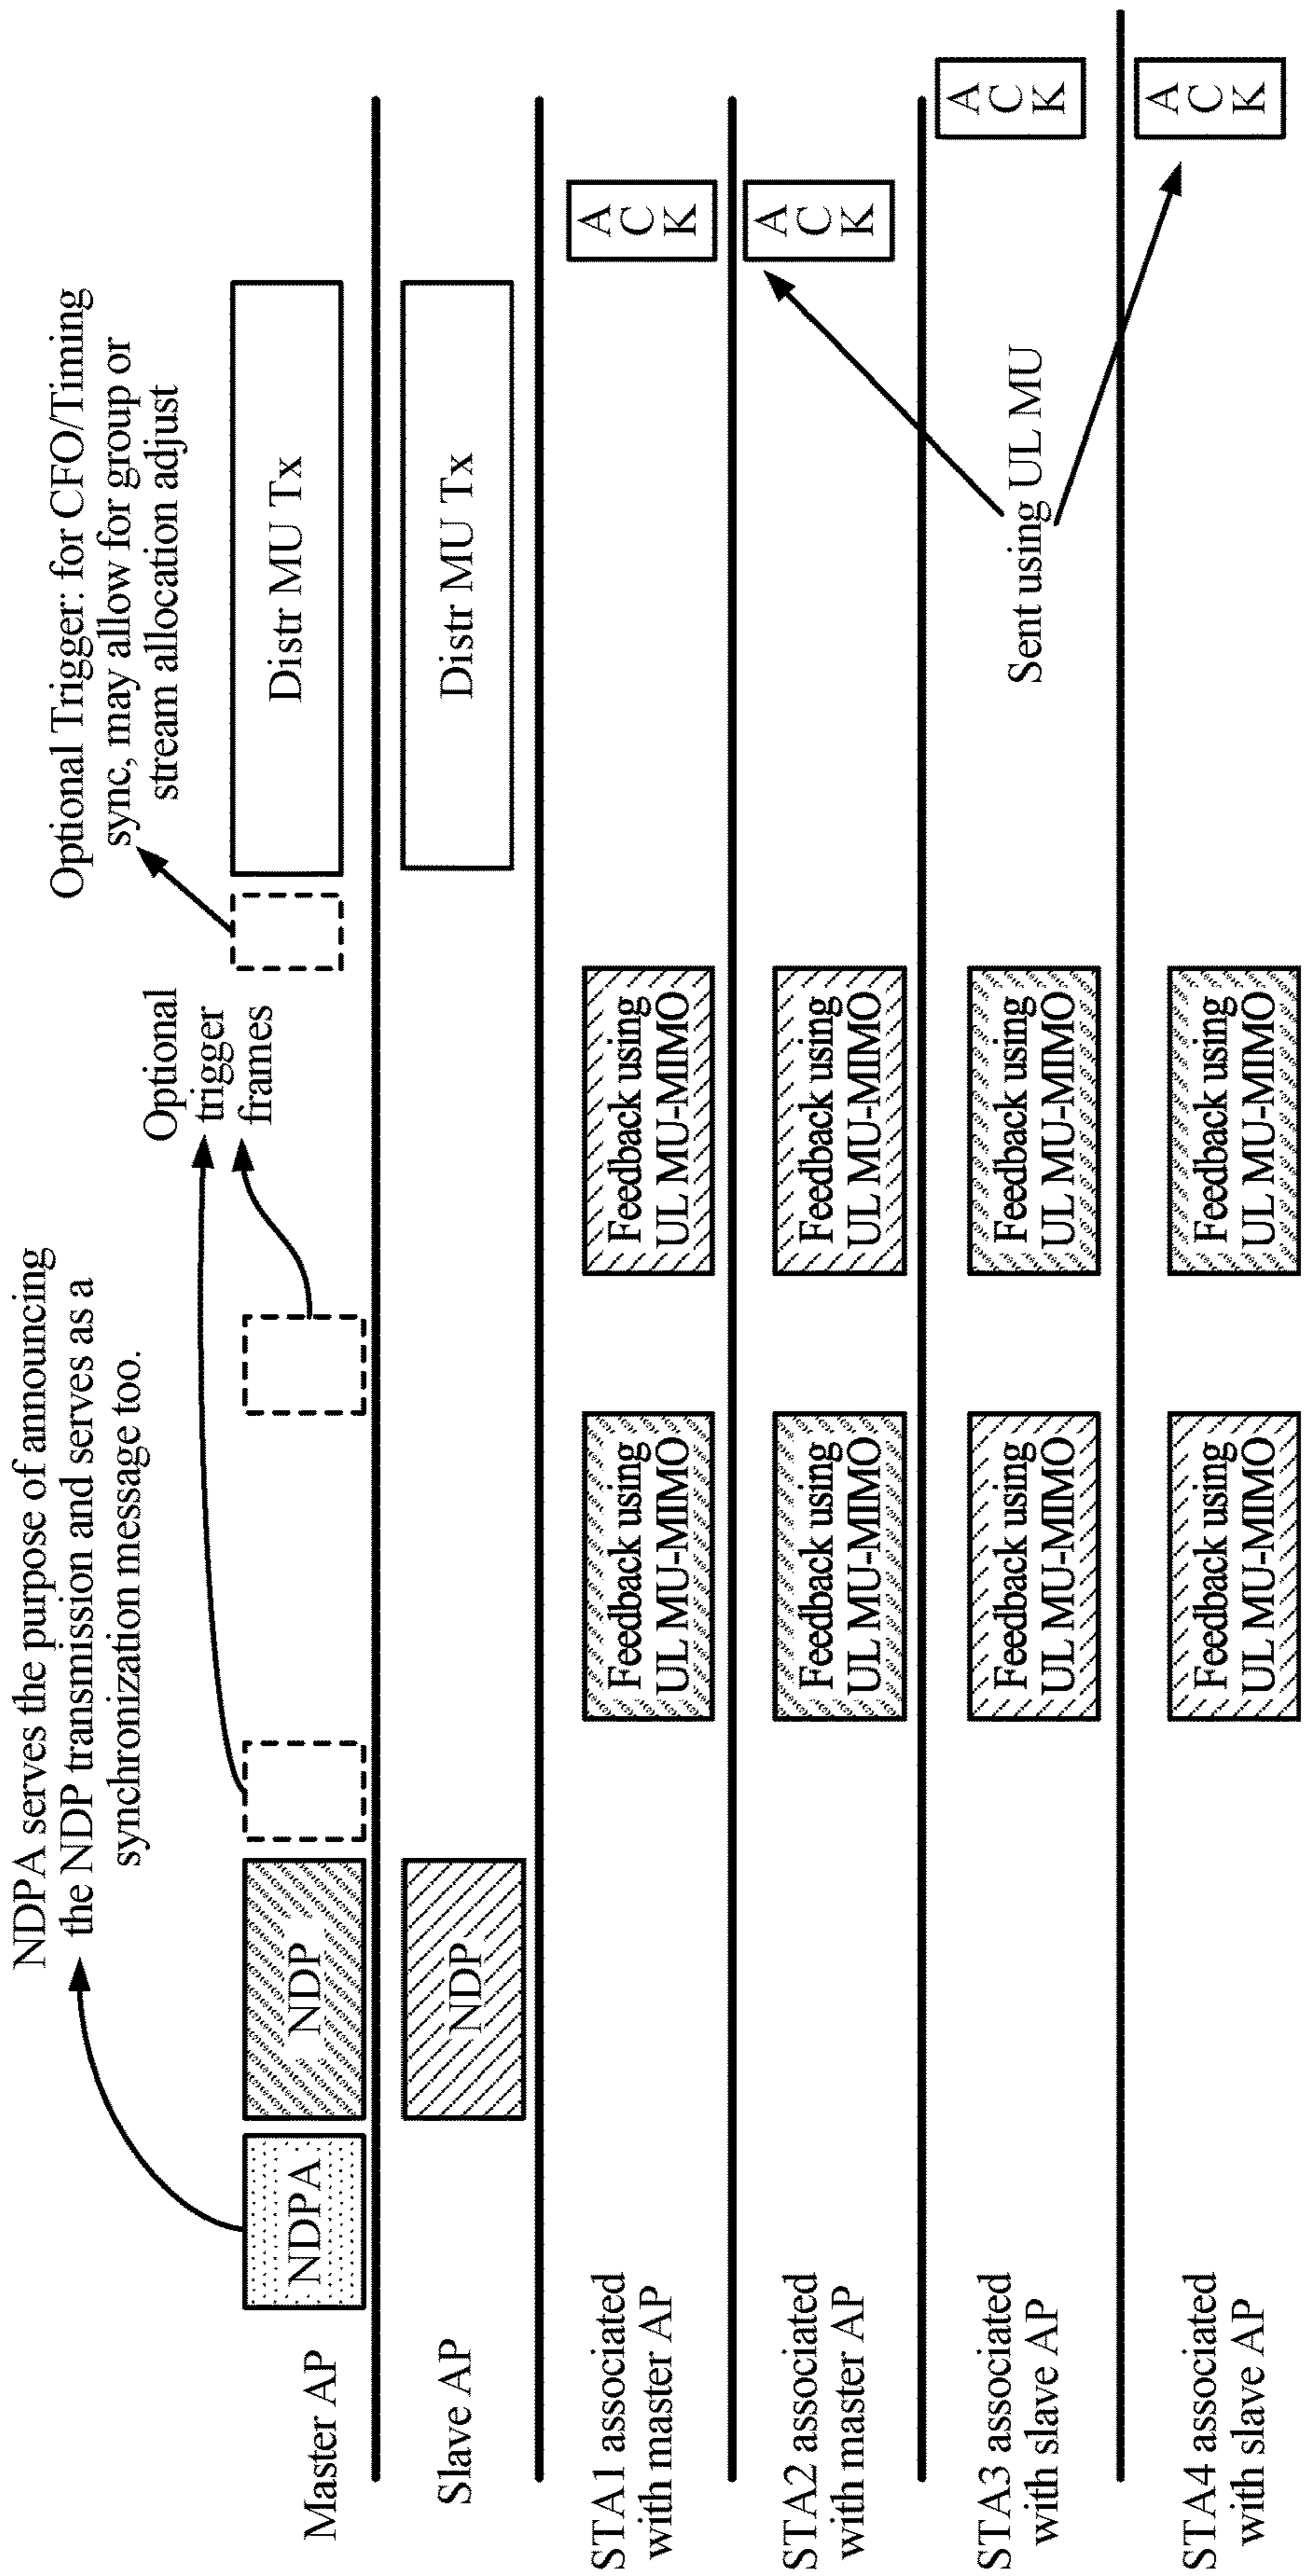 NDPA serves the purpose of announcing
the NDP transmission and serves as a
synchronization message too.
Optional
trigger
frames
Optional Trigger: for CFO/Timing
sync, may allow for group or
stream allocation adjust
Master AP
NDPA
NDP
Distr MU Tx
Slave AP
NDP
Distr MU Tx
STA1 associated
with master AP
Feedback using
UL MU-MIMO
Feedback using
UL MU-MIMO
A
C
K
STA2 associated
with master AP
Feedback using
UL MU-MIMO
Feedback using
UL MU-MIMO
A
C
K
STA3 associated
with slave AP
Feedback using
UL MU-MIMO
Feedback using
UL MU-MIMO
Sent using UL MU
A
C
K
STA4 associated
with slave AP
Feedback using
UL MU-MIMO
Feedback using
UL MU-MIMO
A
C
K